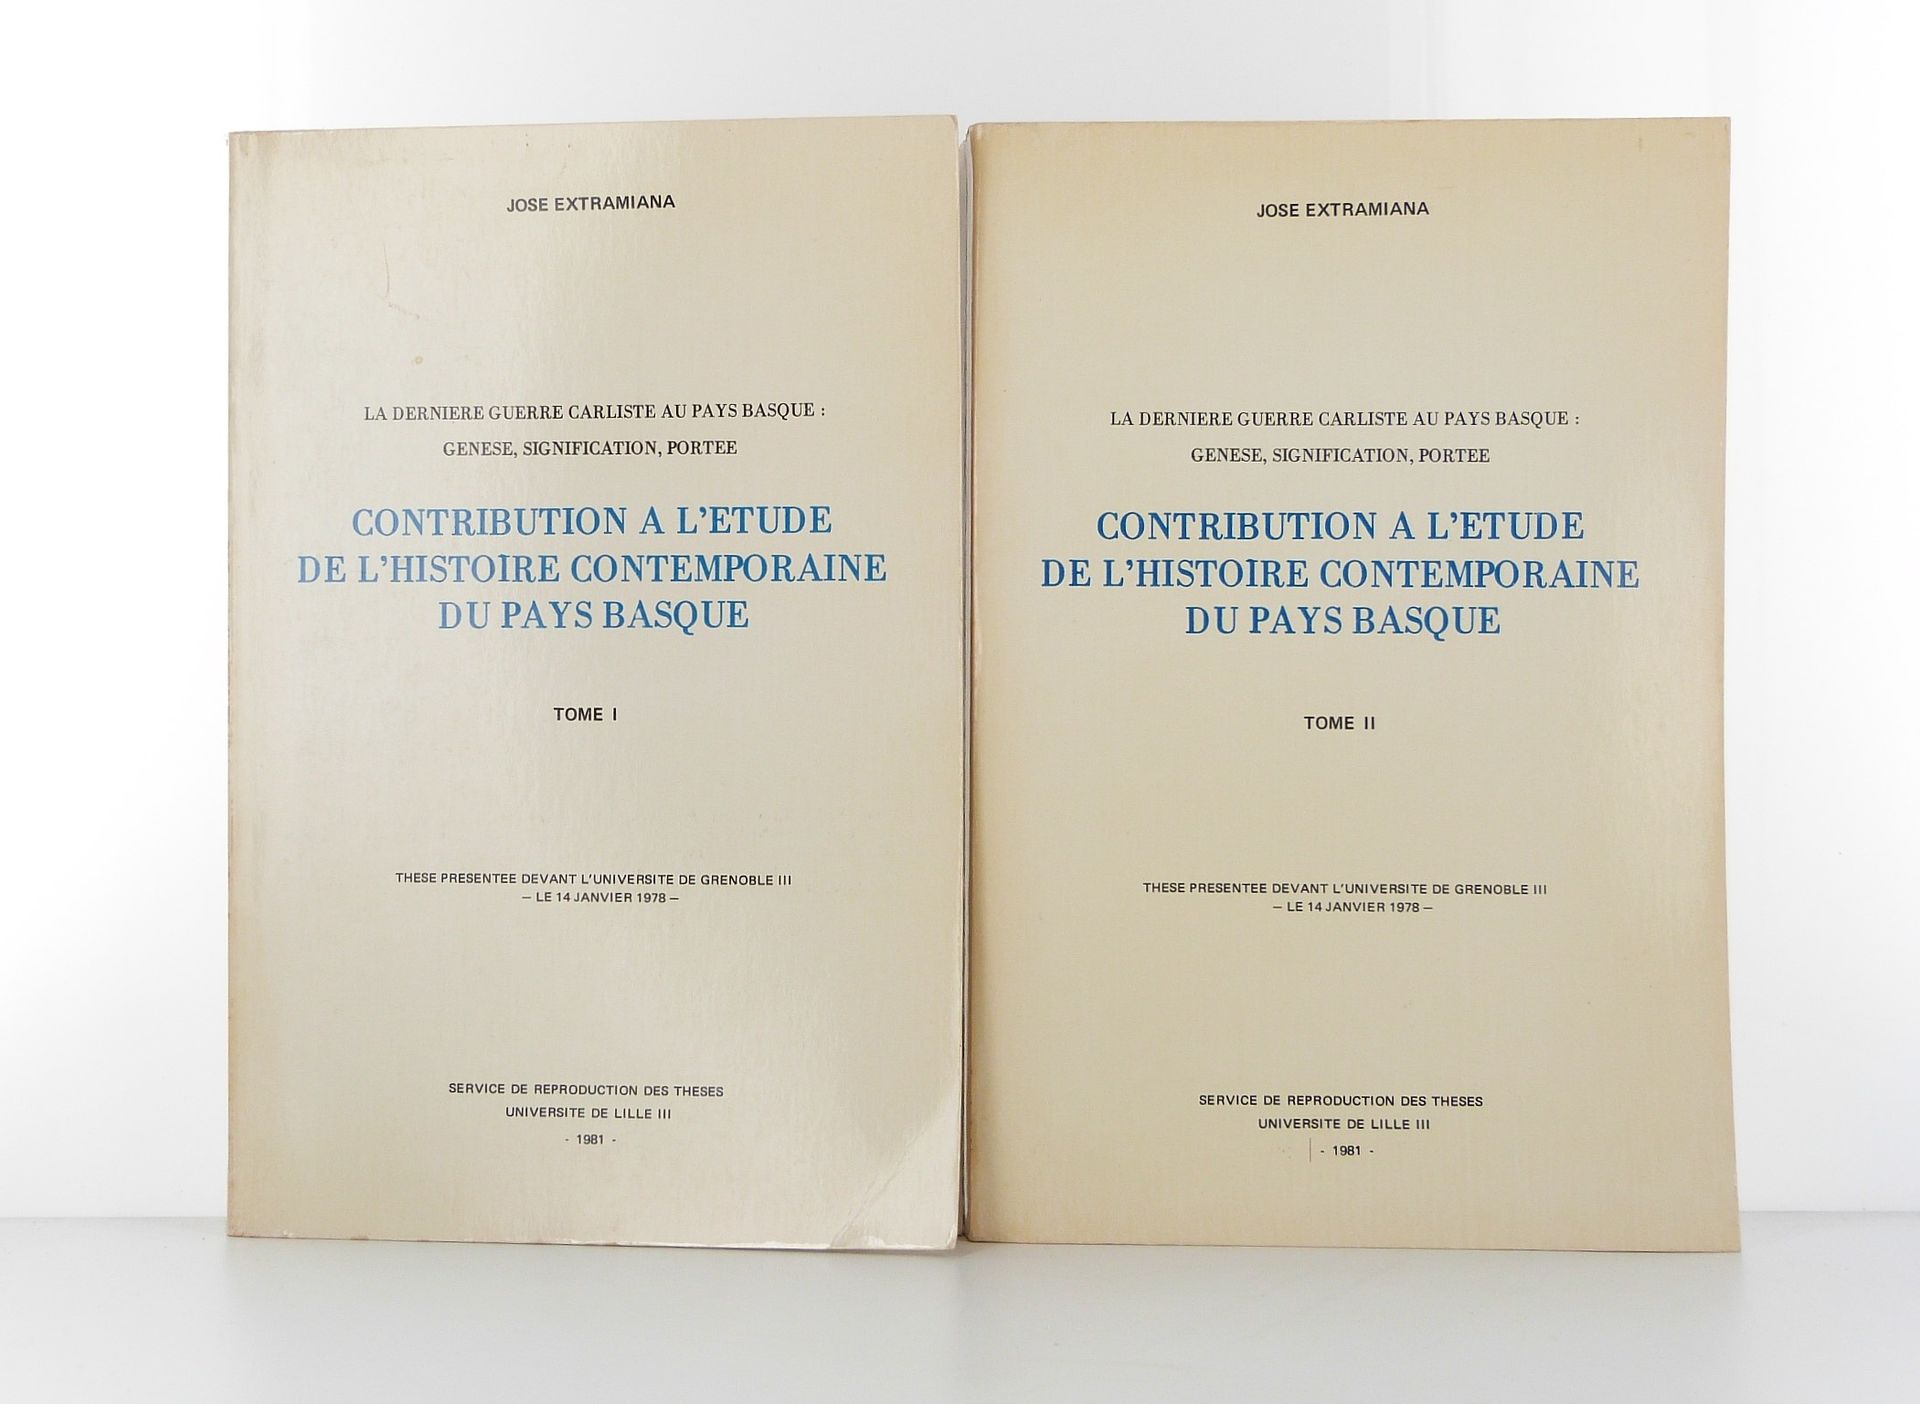 JOSE EXTRAMIANA
LA DERNIERE GUERRE CARLISTE AU PAYS BASQUE :
GENESE, SIGNIFICATION, PORTEE
CONTRIBUTION A L'ETUDE
DE L'HISTOIRE CONTEMPORAINE
DU PAYS BASQUE
TOME I
THESE PRESENTEE DEVANT L'UNIVERSITE DE GRENOBLE III
– LE 14 JANVIER 1978 –
SERVICE DE REPRODUCTION DES THESES
UNIVERSITE DE LILLE III
- 1981 -
JOSE EXTRAMIANA
LA DERNIERE GUERRE CARLISTE AU PAYS BASQUE :
GENESE, SIGNIFICATION, PORTEE
CONTRIBUTION A L'ETUDE
DE L'HISTOIRE CONTEMPORAINE
DU PAYS BASQUE
TOME II
THESE PRESENTEE DEVANT L'UNIVERSITE DE GRENOBLE III
– LE 14 JANVIER 1978 –
SERVICE DE REPRODUCTION DES THESES
UNIVERSITE DE LILLE III
- 1981 -